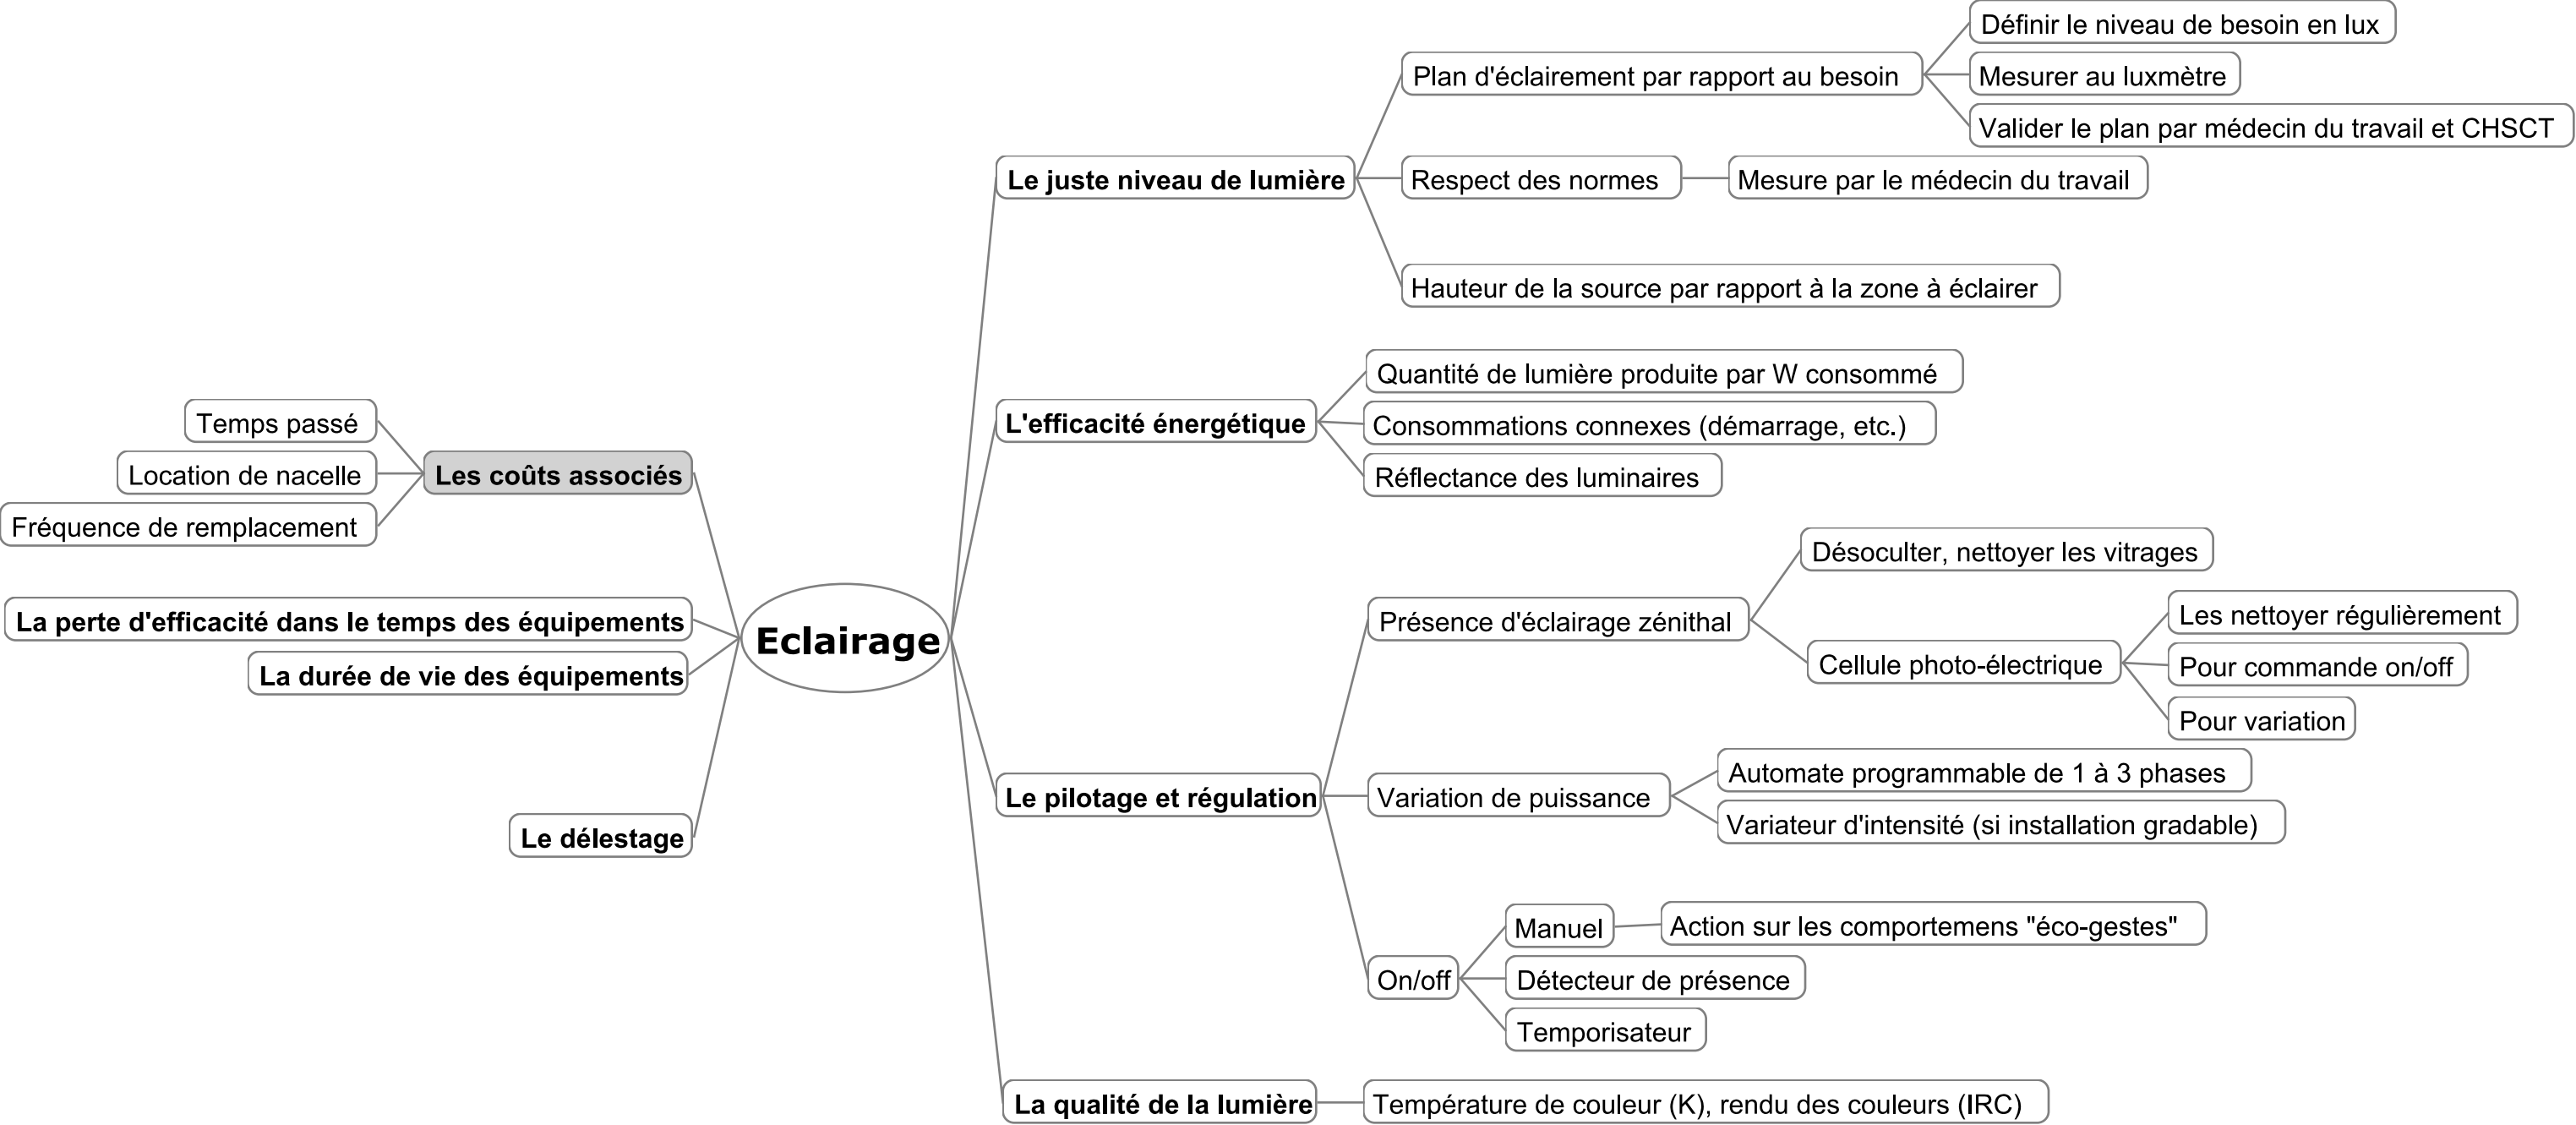 Eclairage
Le juste niveau de lumière
Plan d'éclairement par rapport au besoin
Définir le niveau de besoin en lux
Mesurer au luxmètre
Valider le plan par médecin du travail et CHSCT
Respect des normes
Mesure par le médecin du travail
Hauteur de la source par rapport à la zone à éclairer
L'efficacité énergétique
Quantité de lumière produite par W consommé
Consommations connexes (démarrage, etc.)
Réflectance des luminaires
Le pilotage et régulation
Présence d'éclairage zénithal
Désoculter, nettoyer les vitrages
Cellule photo-électrique
Les nettoyer régulièrement
Pour commande on/off
Pour variation
Variation de puissance
Automate programmable de 1 à 3 phases
Variateur d'intensité (si installation gradable)
On/off
Manuel
Action sur les comportemens "éco-gestes"
Détecteur de présence
Temporisateur
La qualité de la lumière
Température de couleur (K), rendu des couleurs (IRC)
Les coûts associés
Temps passé
Location de nacelle
Fréquence de remplacement
La perte d'efficacité dans le temps des équipements
La durée de vie des équipements
Le délestage